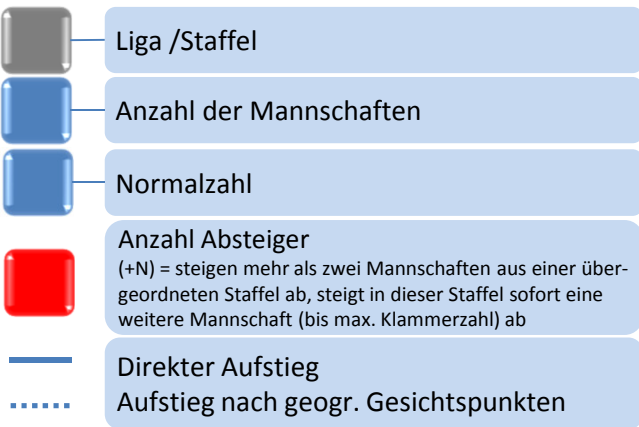 Liga /Staffel
Anzahl der Mannschaften
Normalzahl
Anzahl Absteiger
(+N) = steigen mehr als zwei Mannschaften aus einer über-
geordneten Staffel ab, steigt in dieser Staffel sofort eine
weitere Mannschaft (bis max. Klammerzahl) ab
Direkter Aufstieg
Aufstieg nach geogr. Gesichtspunkten